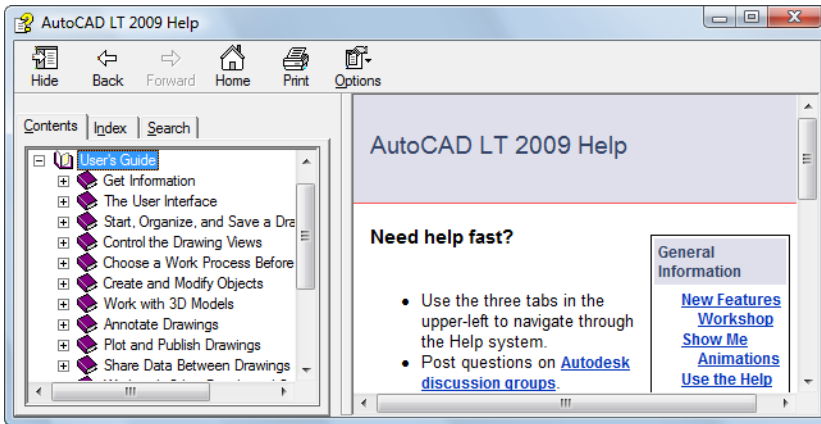 AutoCAD LT 2009 Help
Hide Back Forward Home Print Options
Contents Index Search
User's Guide
Get Information
The User Interface
Start, Organize, and Save a Dra
Control the Drawing Views
Choose a Work Process Before
Create and Modify Objects
Work with 3D Models
Annotate Drawings
Plot and Publish Drawings
Share Data Between Drawings
AutoCAD LT 2009 Help
Need help fast?
• Use the three tabs in the
upper-left to navigate through
the Help system.
• Post questions on Autodesk
discussion groups.
General
Information
New Features
Workshop
Show Me
Animations
Use the Help